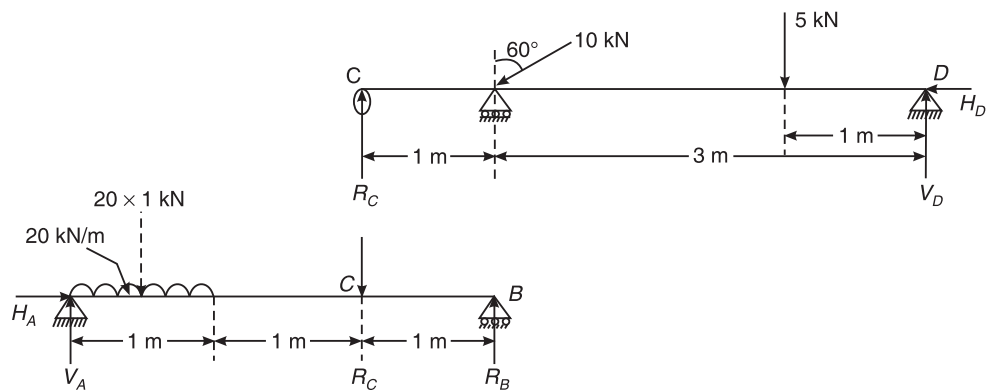 5 kN
60°
10 kN
C
D
H_D
1 m
1 m
3 m
R_C
V_D
20 × 1 kN
20 kN/m
C
B
H_A
1 m
1 m
1 m
V_A
R_C
R_B